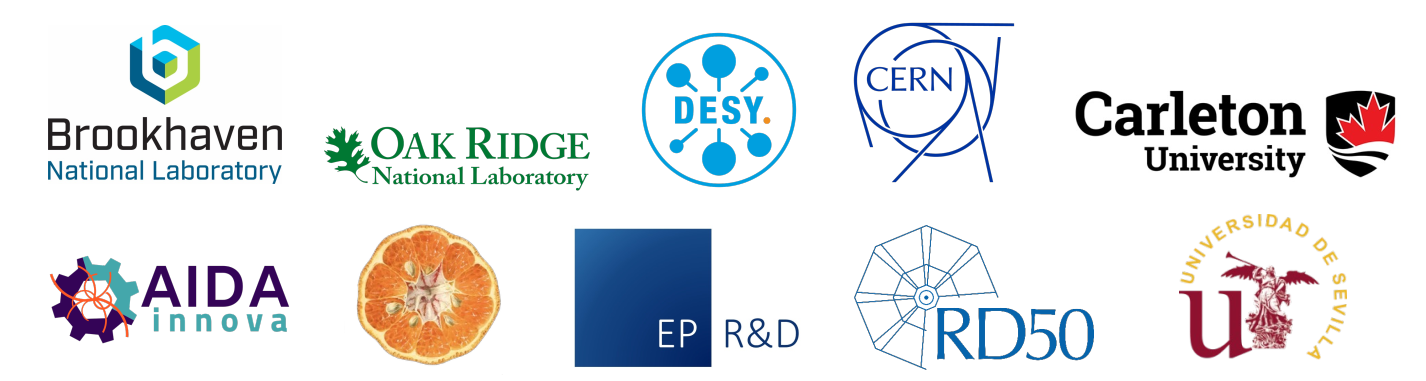 Brookhaven
National Laboratory
OAK RIDGE
National Laboratory
DESY.
CERN
Carleton
University
AIDA
innova
EP R&D
RD50
UNIVERSIDAD DE SEVILLA
U